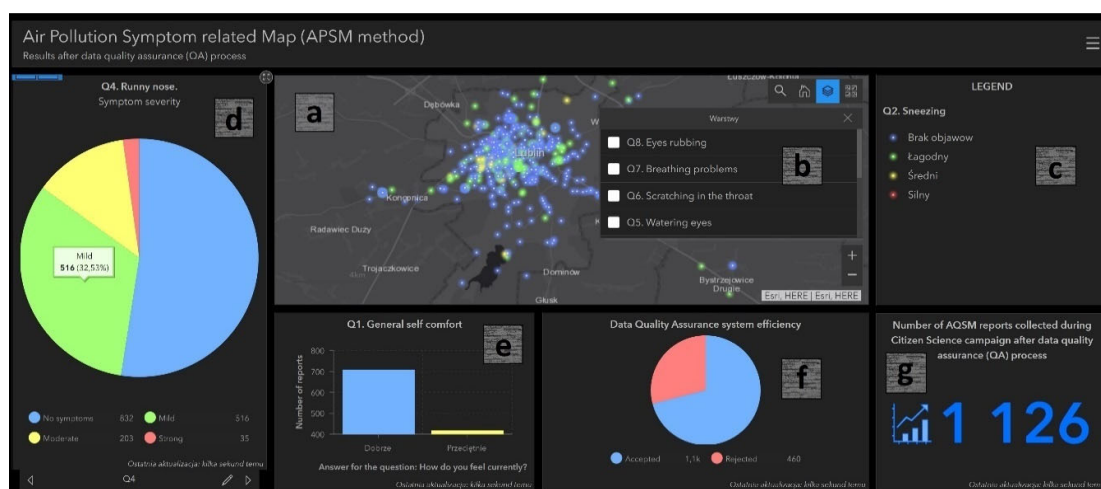 Air Pollution Symptom related Map (APSM method)
Results after data quality assurance (QA) process
Q4. Runny nose.
Symptom severity
d
Mild
516 (32,53%)
No symptoms 832 Mild 516
Moderate 203 Strong 35
Ostatnia aktualizacja: kilka sekund temu
Q4
a
Dębówka
Lublin
Konopnica
Radawiec Duży
Trojaczkowice
4km
Dominów
Głusk
Bystrzejowice
Drugie
Esri, HERE | Esri, HERE
Warstwy
Q8. Eyes rubbing
Q7. Breathing problems
Q6. Scratching in the throat
Q5. Watering eyes
b
LEGEND
Q2. Sneezing
Brak objawow
Łagodny
Średni
Silny
c
Q1. General self comfort
e
Number of reports
800
700
600
500
400
Dobrze Przeciętnie
Answer for the question: How do you feel currently?
Ostatnia aktualizacja: kilka sekund temu
Data Quality Assurance system efficiency
f
Accepted 1,1k Rejected 460
Ostatnia aktualizacja: kilka sekund temu
Number of AQSM reports collected during
Citizen Science campaign after data quality
assurance (QA) process
g
1 126
Ostatnia aktualizacja: kilka sekund temu